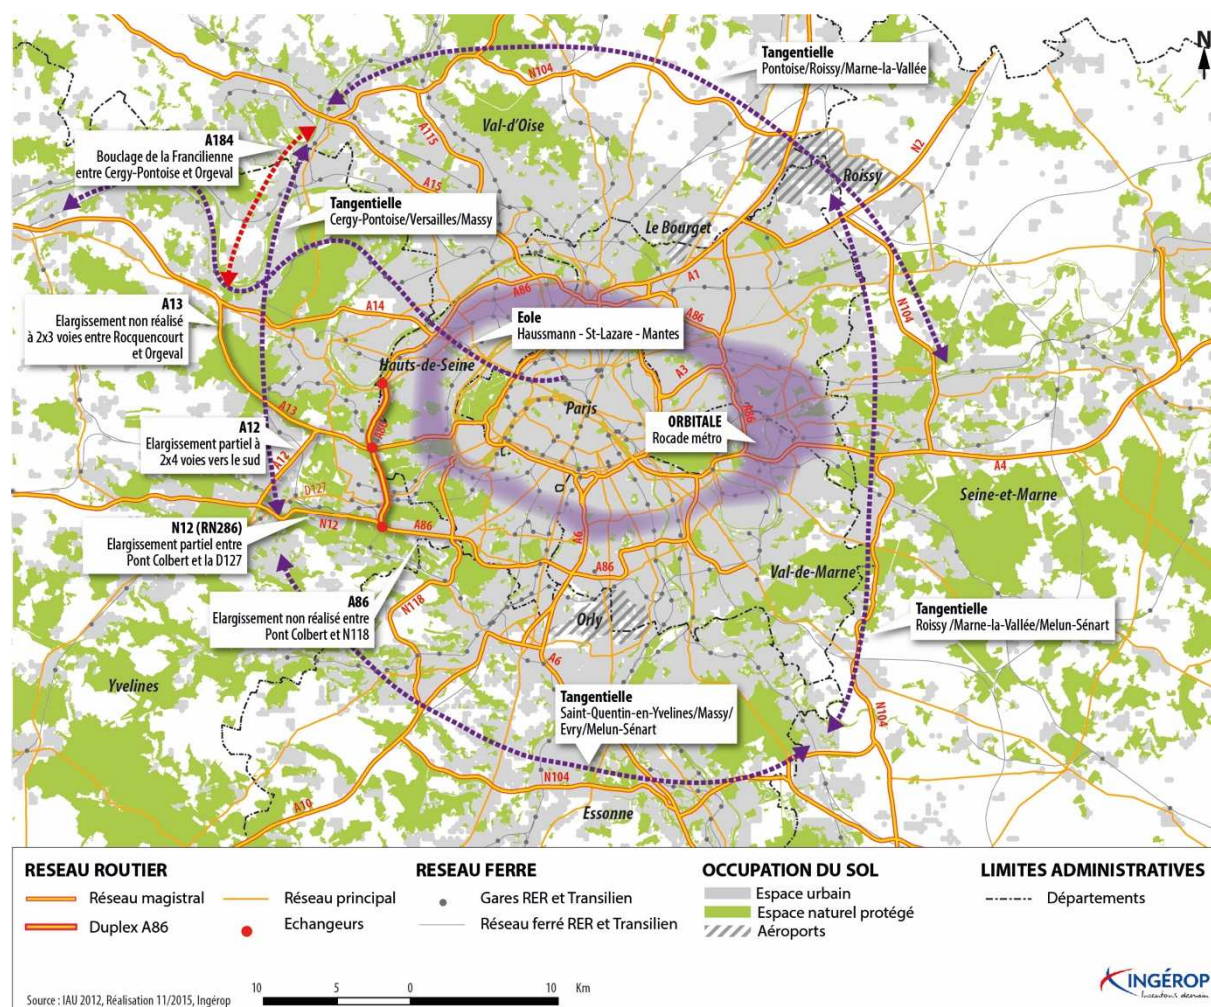 N
Tangentielle
Pontoise/Roissy/Marne-la-Vallée
N104
Val-d'Oise
A115
A184
Bouclage de la Francilienne
entre Cergy-Pontoise et Orgeval
N2
Roissy
A15
Tangentielle
Cergy-Pontoise/Versailles/Massy
Le Bourget
A1
A86
A13
Elargissement non réalisé
à 2x3 voies entre Rocquencourt
et Orgeval
A14
Eole
Haussmann - St-Lazare - Mantes
A86
N104
Hauts-de-Seine
A3
Paris
A86
A13
A86
ORBITALE
Rocade métro
A12
Elargissement partiel à
2x4 voies vers le sud
A12
A4
D127
Seine-et-Marne
N12 (RN286)
Elargissement partiel entre
Pont Colbert et la D127
N12
A86
A6
A86
Val-de-Marne
A86
Elargissement non réalisé entre
Pont Colbert et N118
N118
Orly
Tangentielle
Roissy /Marne-la-Vallée/Melun-Sénart
A6
Yvelines
Tangentielle
Saint-Quentin-en-Yvelines/Massy/
Evry/Melun-Sénart
N104
N104
A10
Essonne
RESEAU ROUTIER
Réseau magistral
Réseau principal
Duplex A86
Echangeurs
RESEAU FERRE
Gares RER et Transilien
Réseau ferré RER et Transilien
OCCUPATION DU SOL
Espace urbain
Espace naturel protégé
Aéroports
LIMITES ADMINISTRATIVES
Départements
10 5 0 10 Km
Source : IAU 2012, Réalisation 11/2015, Ingérop
INGÉROP
Inventons demain